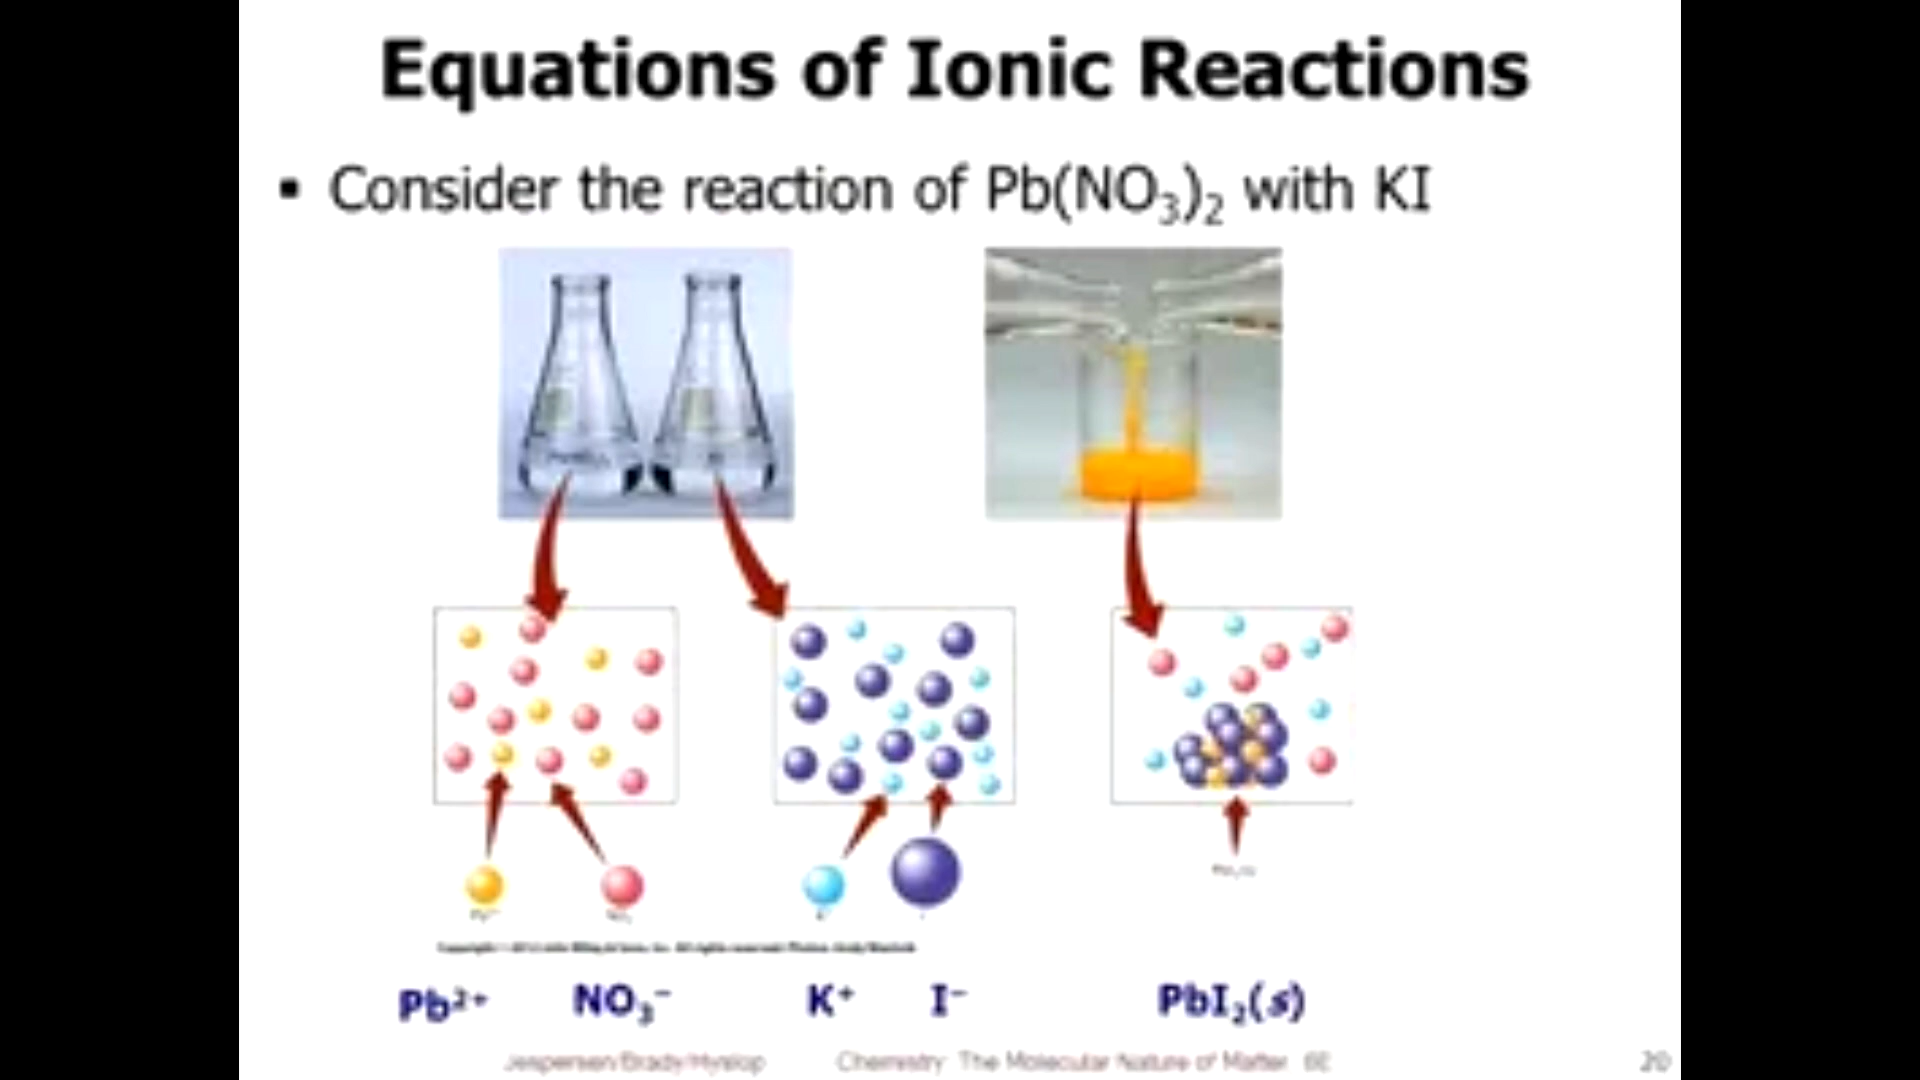 Equations of Ionic Reactions
▪ Consider the reaction of Pb(NO₃)₂ with KI
Pb²⁺ NO₃⁻ K⁺ I⁻ PbI₂(s)
Jespersen/Brady/Hyslop Chemistry: The Molecular Nature of Matter, 6E 20